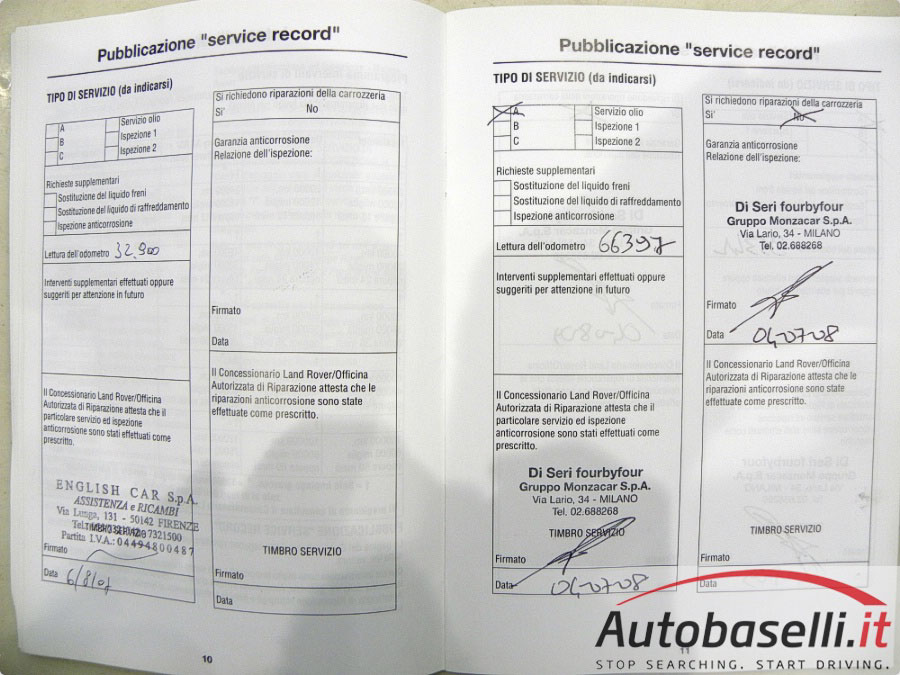 Pubblicazione "service record"
TIPO DI SERVIZIO (da indicarsi)
A
B
C
Servizio olio
Ispezione 1
Ispezione 2
Richieste supplementari
Sostituzione del liquido freni
Sostituzione del liquido di raffreddamento
Ispezione anticorrosione
Lettura dell'odometro 32.900
Interventi supplementari effettuati oppure
suggeriti per attenzione in futuro
Il Concessionario Land Rover/Officina
Autorizzata di Riparazione attesta che il
particolare servizio ed ispezione
anticorrosione sono stati effettuati come
prescritto.
ENGLISH CAR S.p.A.
ASSISTENZA e RICAMBI
Via Lunga, 131 - 50142 FIRENZE
Tel. 7321500
TIMBRO SERVIZIO
Partita I.V.A.: 04494800487
Firmato
Data 6/8/07
Si richiedono riparazioni della carrozzeria
Si' No
Garanzia anticorrosione
Relazione dell'ispezione:
Firmato
Data
Il Concessionario Land Rover/Officina
Autorizzata di Riparazione attesta che le
riparazioni anticorrosione sono state
effettuate come prescritto.
TIMBRO SERVIZIO
Firmato
Data
10
Pubblicazione "service record"
TIPO DI SERVIZIO (da indicarsi)
A
B
C
Servizio olio
Ispezione 1
Ispezione 2
Richieste supplementari
Sostituzione del liquido freni
Sostituzione del liquido di raffreddamento
Ispezione anticorrosione
Lettura dell'odometro 66397
Interventi supplementari effettuati oppure
suggeriti per attenzione in futuro
Il Concessionario Land Rover/Officina
Autorizzata di Riparazione attesta che il
particolare servizio ed ispezione
anticorrosione sono stati effettuati come
prescritto.
Di Seri fourbyfour
Gruppo Monzacar S.p.A.
Via Lario, 34 - MILANO
Tel. 02.688268
TIMBRO SERVIZIO
Firmato
Data 04-07-08
Si richiedono riparazioni della carrozzeria
Si' No
Garanzia anticorrosione
Relazione dell'ispezione:
Di Seri fourbyfour
Gruppo Monzacar S.p.A.
Via Lario, 34 - MILANO
Tel. 02.688268
Firmato
Data 04-07-08
Il Concessionario Land Rover/Officina
Autorizzata di Riparazione attesta che le
riparazioni anticorrosione sono state
effettuate come prescritto.
TIMBRO SERVIZIO
Data
11
Autobaselli.it
STOP SEARCHING. START DRIVING.